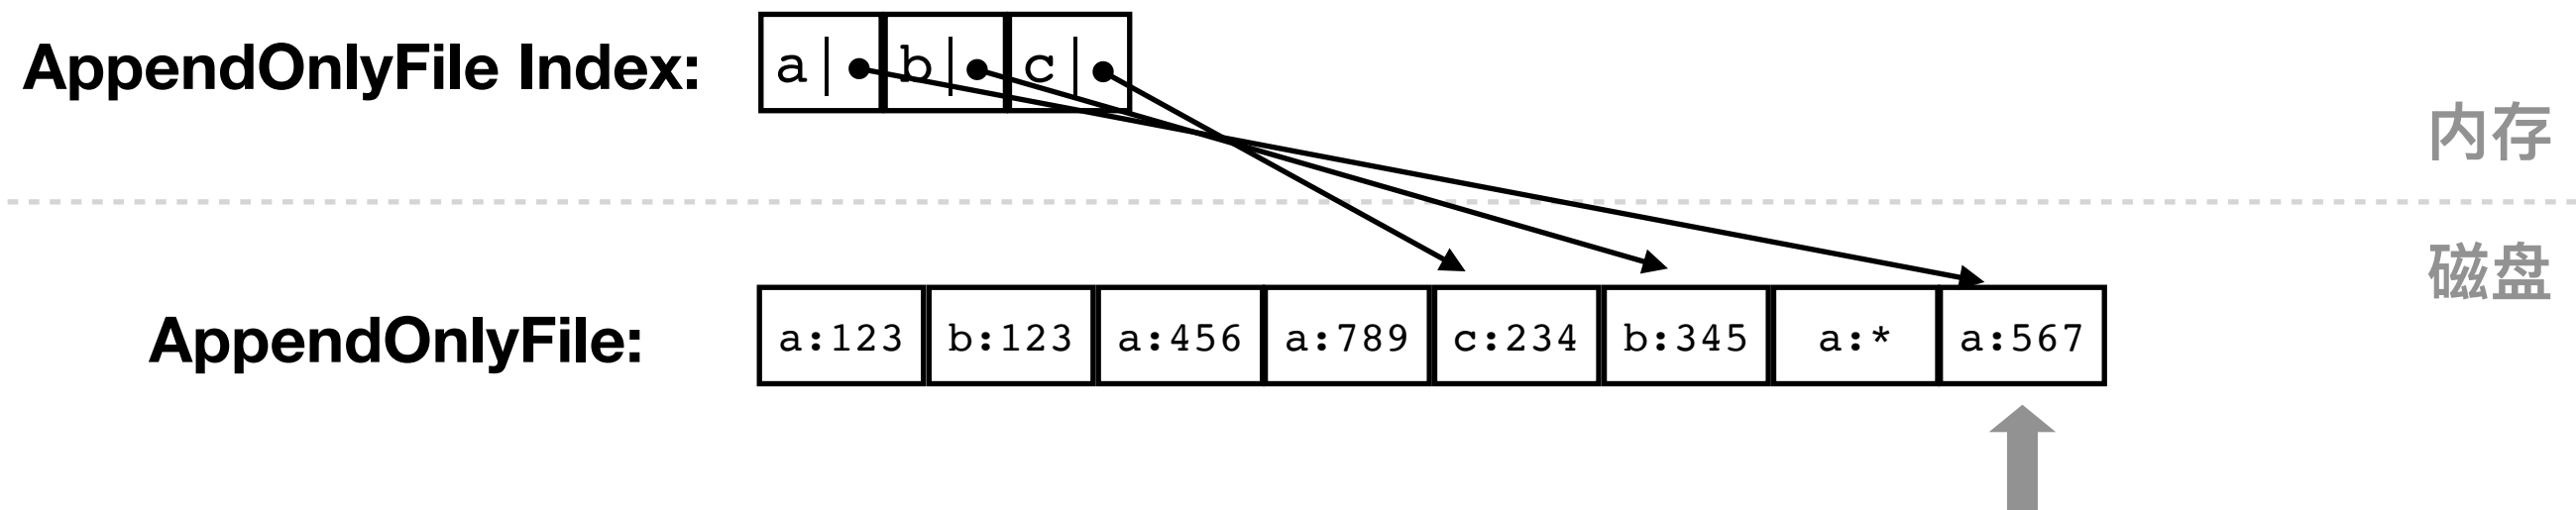 AppendOnlyFile Index: a| b| c|
内存
磁盘
AppendOnlyFile: a:123 b:123 a:456 a:789 c:234 b:345 a:* a:567